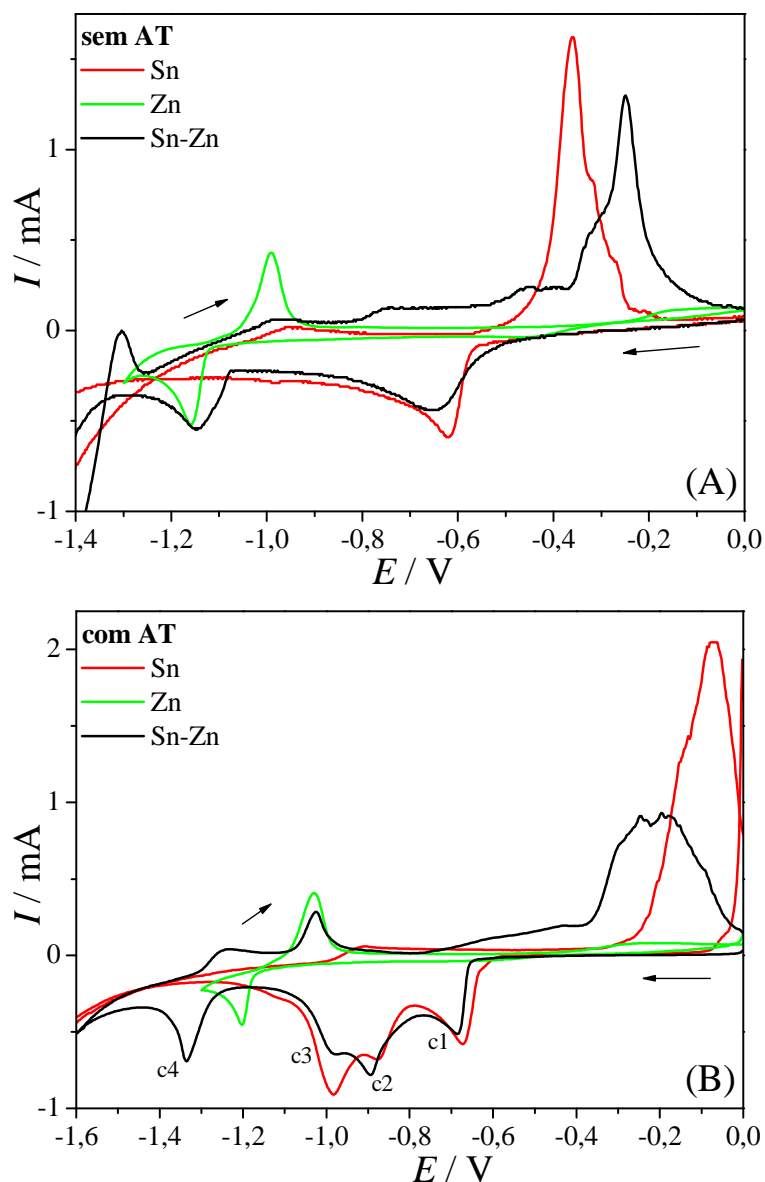 sem AT
Sn
Zn
Sn-Zn
1
0
-1
I / mA
(A)
-1,4 -1,2 -1,0 -0,8 -0,6 -0,4 -0,2 0,0
E / V
com AT
Sn
Zn
Sn-Zn
2
1
0
-1
I / mA
c1
c2
c3
c4
(B)
-1,6 -1,4 -1,2 -1,0 -0,8 -0,6 -0,4 -0,2 0,0
E / V